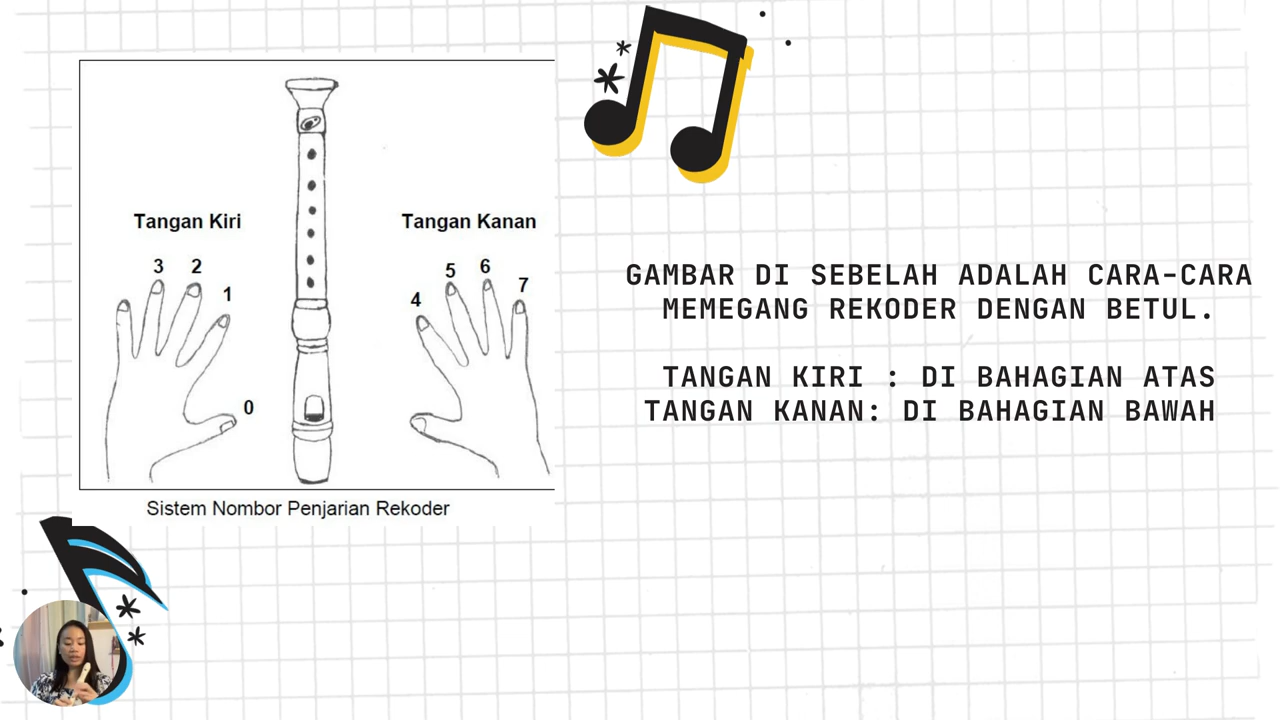 Tangan Kiri
Tangan Kanan
3 2 1 0
4 5 6 7
Sistem Nombor Penjarian Rekoder
GAMBAR DI SEBELAH ADALAH CARA-CARA
MEMEGANG REKODER DENGAN BETUL.
TANGAN KIRI : DI BAHAGIAN ATAS
TANGAN KANAN: DI BAHAGIAN BAWAH